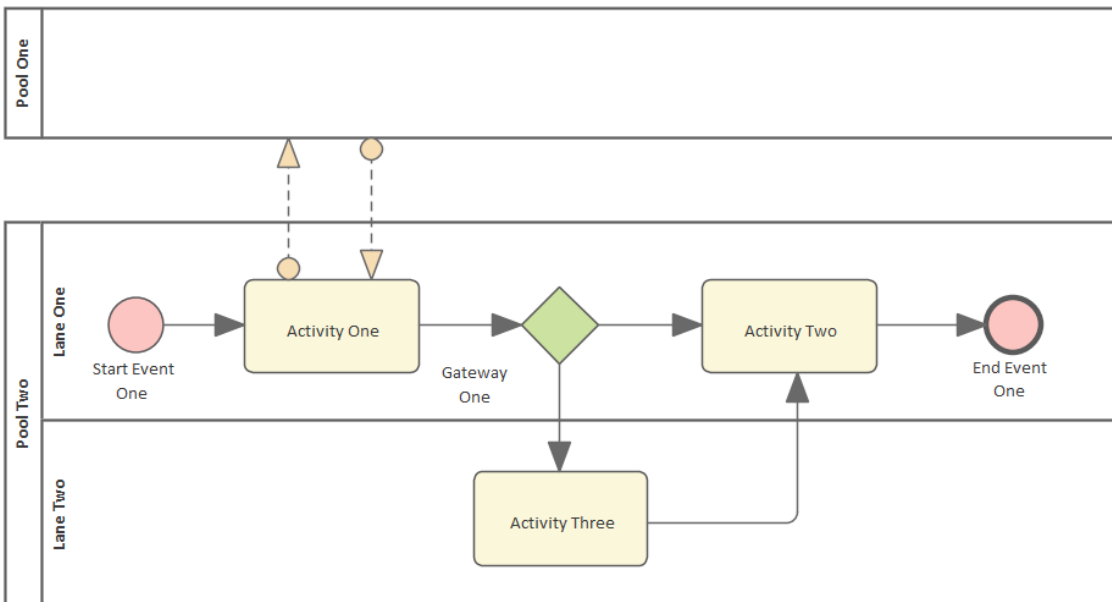 Pool One
Pool Two
Lane One
Start Event
One
Activity One
Gateway
One
Activity Two
End Event
One
Lane Two
Activity Three